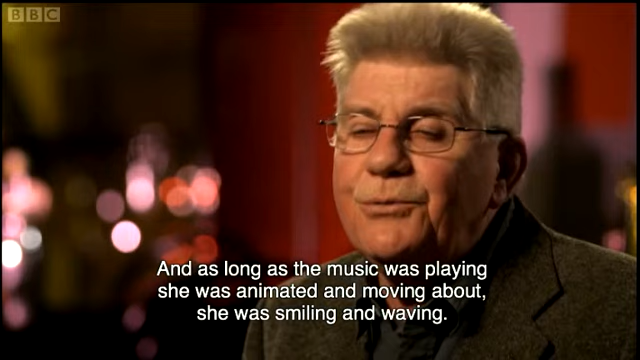 BBC
And as long as the music was playing
she was animated and moving about,
she was smiling and waving.